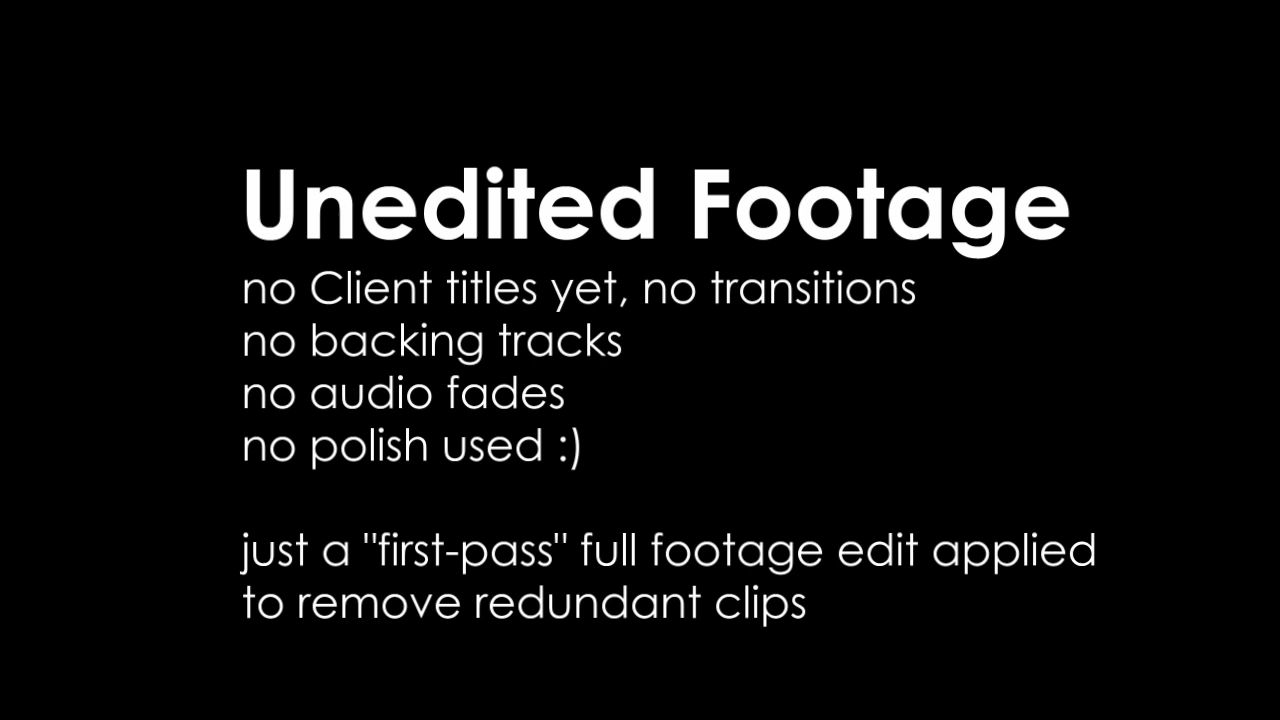 Unedited Footage
no Client titles yet, no transitions
no backing tracks
no audio fades
no polish used :)
just a "first-pass" full footage edit applied
to remove redundant clips